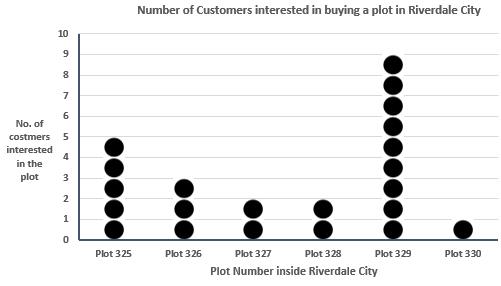 Number of Customers interested in buying a plot in Riverdale City
10
9
8
7
6
5
4
3
2
1
0
No. of
costmers
interested
in the
plot
Plot 325 Plot 326 Plot 327 Plot 328 Plot 329 Plot 330
Plot Number inside Riverdale City